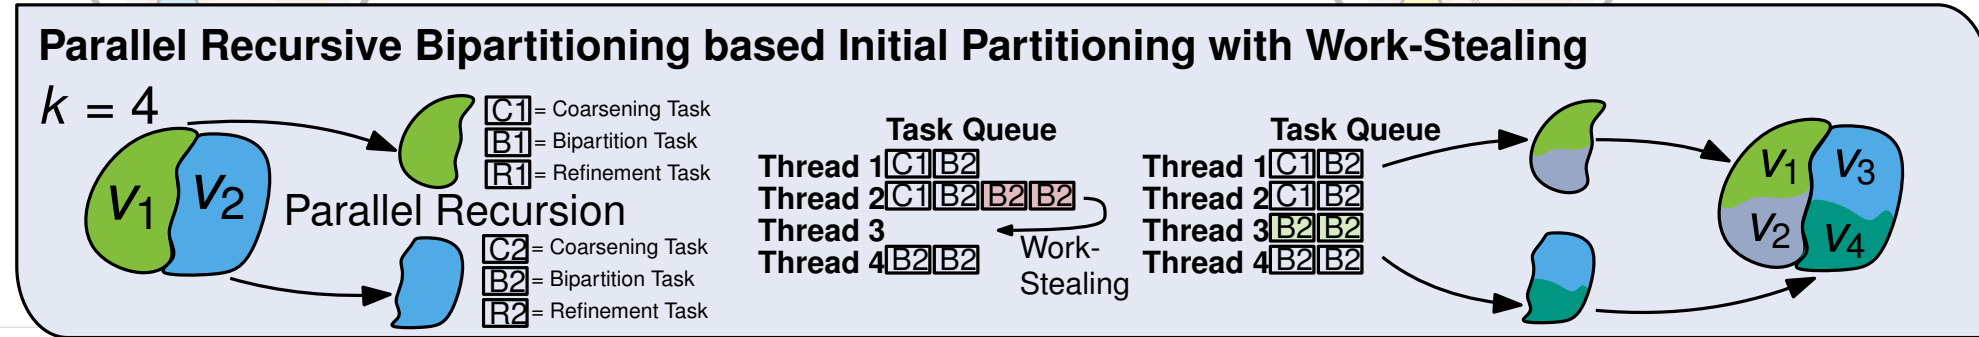 Parallel Recursive Bipartitioning based Initial Partitioning with Work-Stealing
k = 4
V1 V2
C1 = Coarsening Task
B1 = Bipartition Task
R1 = Refinement Task
Parallel Recursion
C2 = Coarsening Task
B2 = Bipartition Task
R2 = Refinement Task
Task Queue
Thread 1 C1 B2
Thread 2 C1 B2 B2 B2
Thread 3
Thread 4 B2 B2
Work-
Stealing
Task Queue
Thread 1 C1 B2
Thread 2 C1 B2
Thread 3 B2 B2
Thread 4 B2 B2
V1 V3
V2 V4